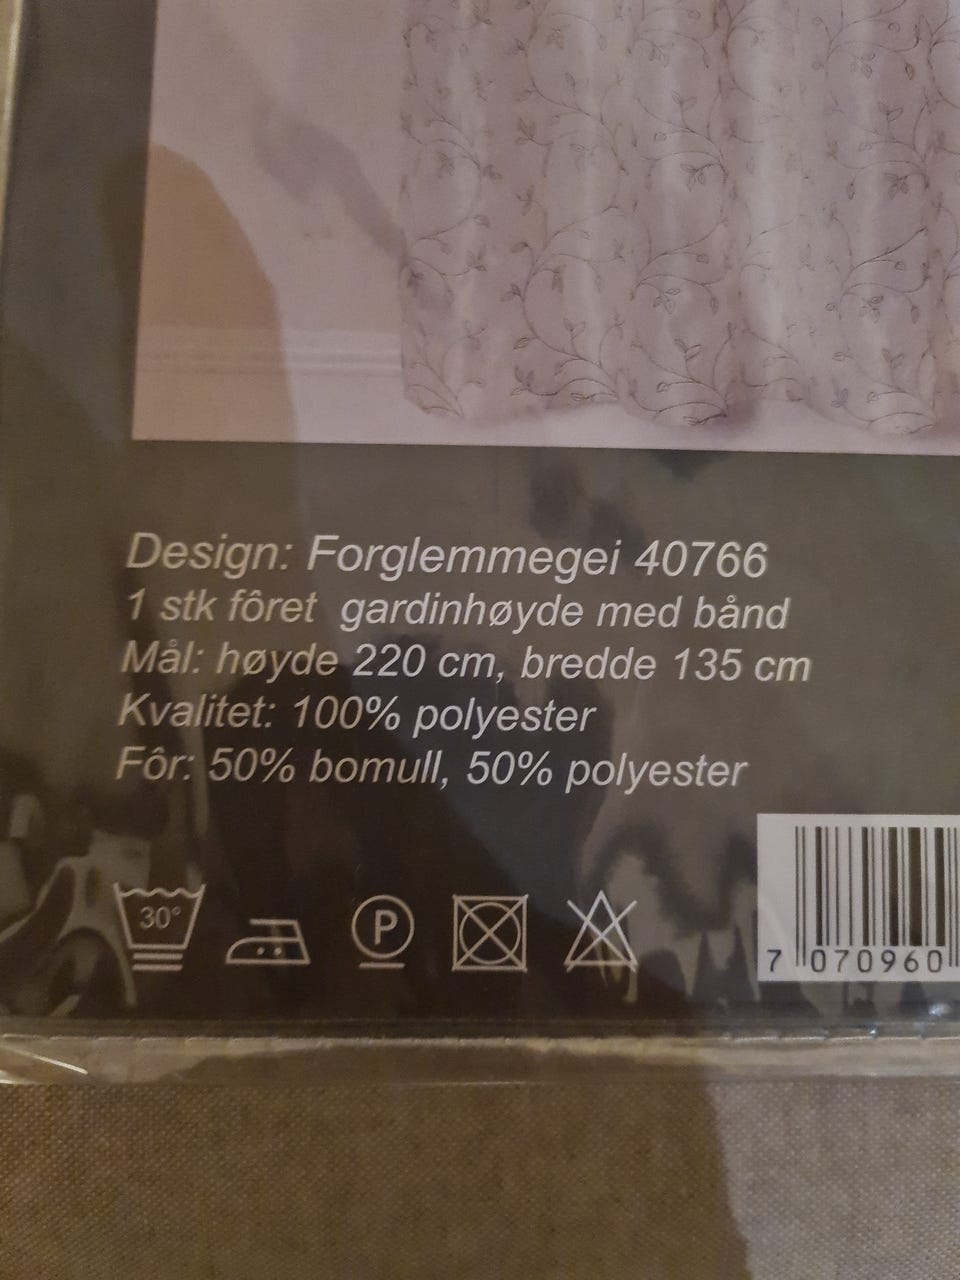 Design: Forglemmegei 40766
1 stk fôret gardinhøyde med bånd
Mål: høyde 220 cm, bredde 135 cm
Kvalitet: 100% polyester
Fôr: 50% bomull, 50% polyester
30°
P
7 070960